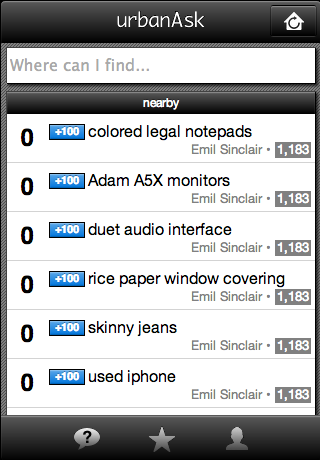 urbanAsk
Where can I find...
nearby
0 +100 colored legal notepads
Emil Sinclair • 1,183
0 +100 Adam A5X monitors
Emil Sinclair • 1,183
0 +100 duet audio interface
Emil Sinclair • 1,183
0 +100 rice paper window covering
Emil Sinclair • 1,183
0 +100 skinny jeans
Emil Sinclair • 1,183
0 +100 used iphone
Emil Sinclair • 1,183
?